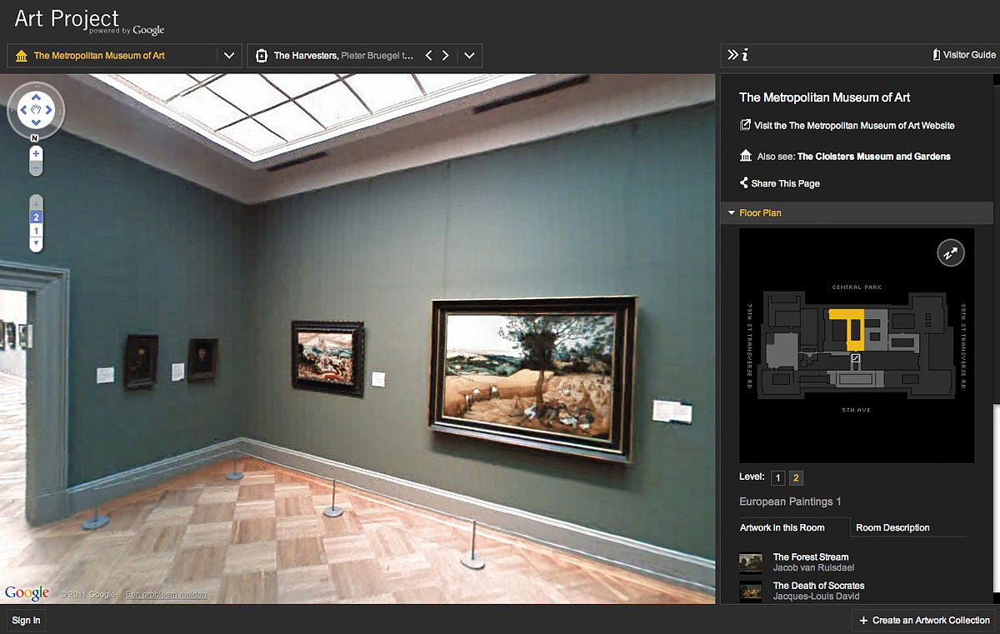 Art Project
powered by Google
The Metropolitan Museum of Art
The Harvesters, Pieter Bruegel t...
i
Visitor Guide
N
2
1
The Metropolitan Museum of Art
Visit the The Metropolitan Museum of Art Website
Also see: The Cloisters Museum and Gardens
Share This Page
Floor Plan
CENTRAL PARK
79TH ST TRANSVERSE RD
85TH ST TRANSVERSE RD
5TH AVE
Level: 1 2
European Paintings 1
Artwork in this Room
Room Description
The Forest Stream
Jacob van Ruisdael
The Death of Socrates
Jacques-Louis David
Google © 2011 Google Een probleem melden
Sign In
+ Create an Artwork Collection